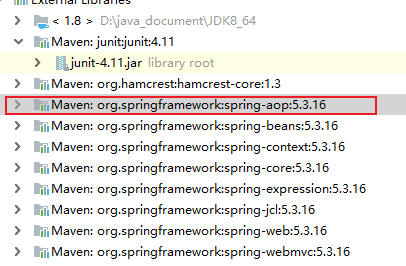 External Libraries
< 1.8 > D:\java_document\JDK8_64
Maven: junit:junit:4.11
junit-4.11.jar library root
Maven: org.hamcrest:hamcrest-core:1.3
Maven: org.springframework:spring-aop:5.3.16
Maven: org.springframework:spring-beans:5.3.16
Maven: org.springframework:spring-context:5.3.16
Maven: org.springframework:spring-core:5.3.16
Maven: org.springframework:spring-expression:5.3.16
Maven: org.springframework:spring-jcl:5.3.16
Maven: org.springframework:spring-web:5.3.16
Maven: org.springframework:spring-webmvc:5.3.16